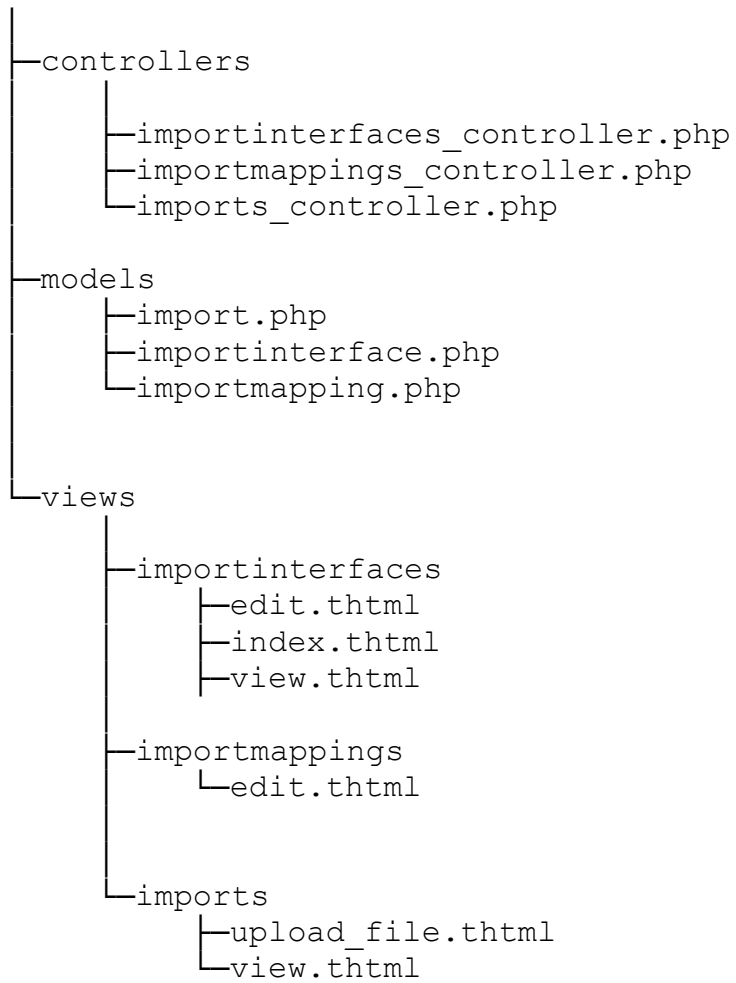 controllers
importinterfaces_controller.php
importmappings_controller.php
imports_controller.php
models
import.php
importinterface.php
importmapping.php
views
importinterfaces
edit.thtml
index.thtml
view.thtml
importmappings
edit.thtml
imports
upload_file.thtml
view.thtml